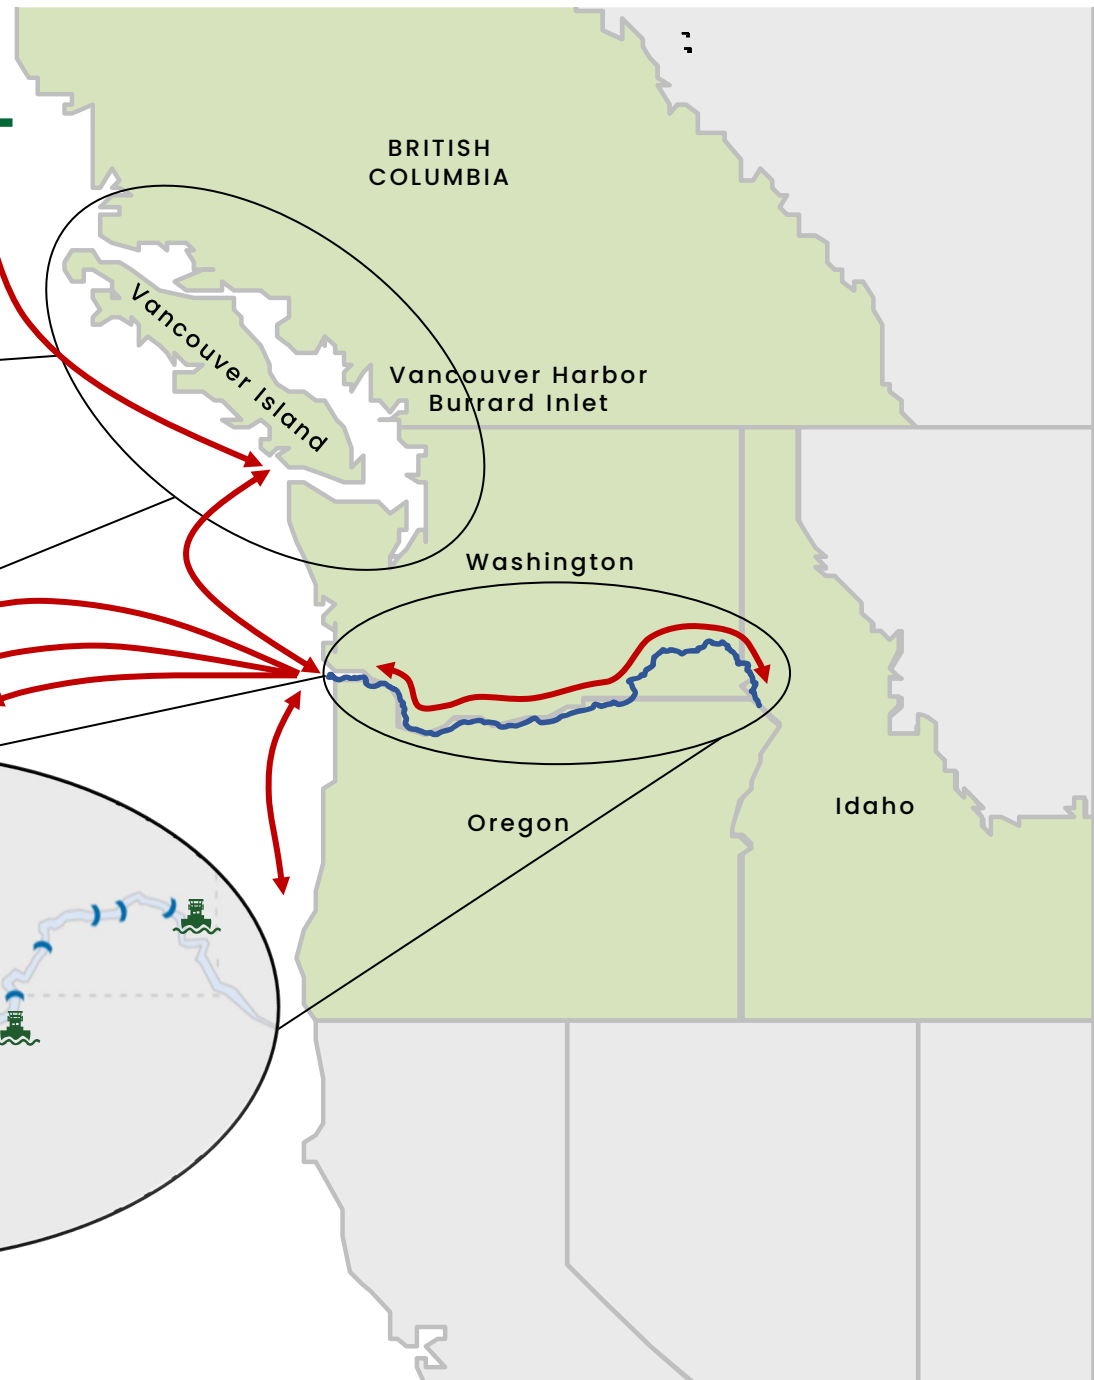 BRITISH
COLUMBIA
Vancouver Island
Vancouver Harbor
Burrard Inlet
Washington
Oregon
Idaho